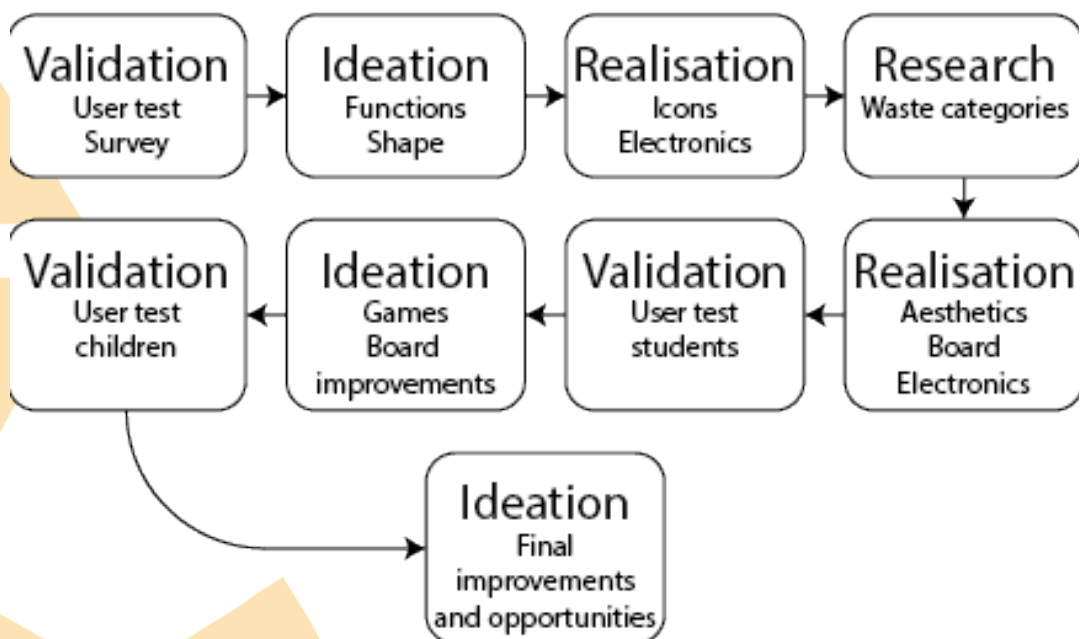 Validation
User test
Survey
Ideation
Functions
Shape
Realisation
Icons
Electronics
Research
Waste categories
Realisation
Aesthetics
Board
Electronics
Validation
User test
students
Ideation
Games
Board
improvements
Validation
User test
children
Ideation
Final
improvements
and opportunities